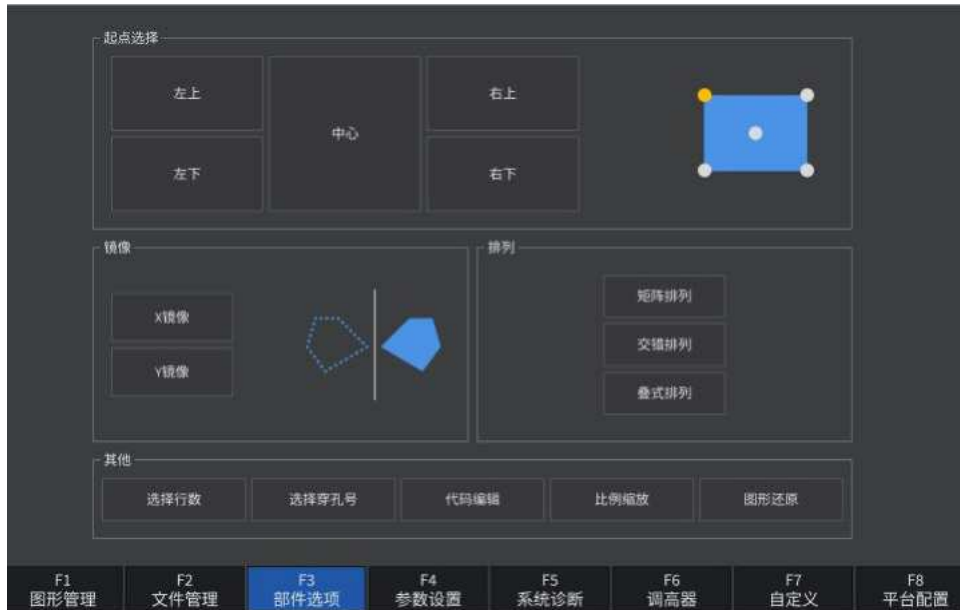 起点选择
左上
中心
右上
左下
右下
镜像
排列
X镜像
Y镜像
矩阵排列
交错排列
叠式排列
其他
选择行数
选择穿孔号
代码编辑
比例缩放
图形还原
F1
图形管理
F2
文件管理
F3
部件选项
F4
参数设置
F5
系统诊断
F6
调高器
F7
自定义
F8
平台配置